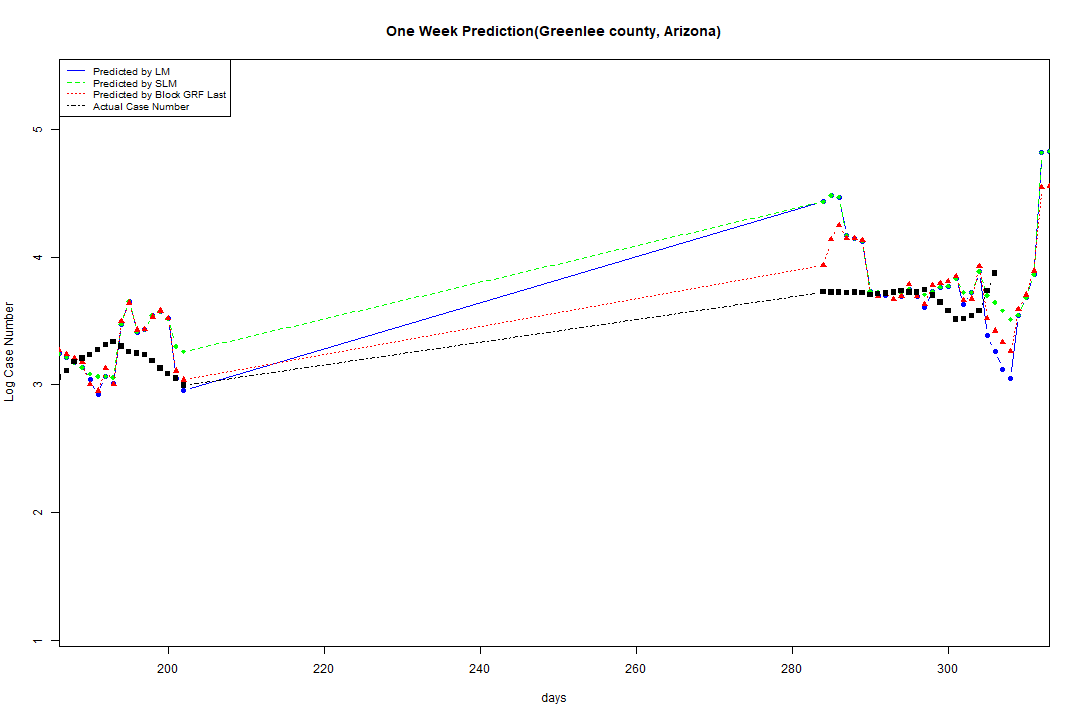 One Week Prediction(Greenlee county, Arizona)
Predicted by LM
Predicted by SLM
Predicted by Block GRF Last
Actual Case Number
5
4
3
2
1
Log Case Number
200 220 240 260 280 300
days